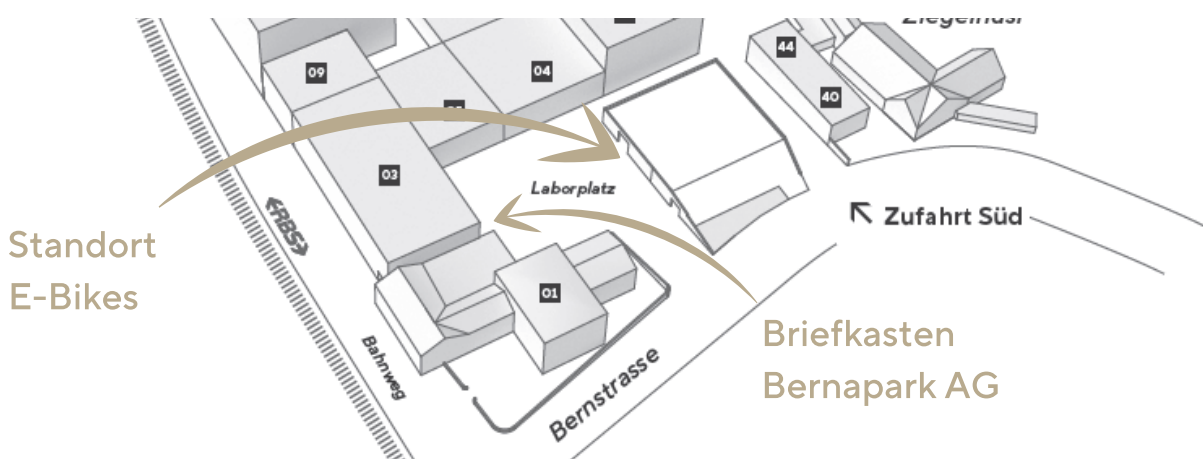 Ziegelhüsi
44
40
09
04
03
Laborplatz
RBS
Zufahrt Süd
Standort
E-Bikes
01
Briefkasten
Bernapark AG
Bahnweg
Bernstrasse